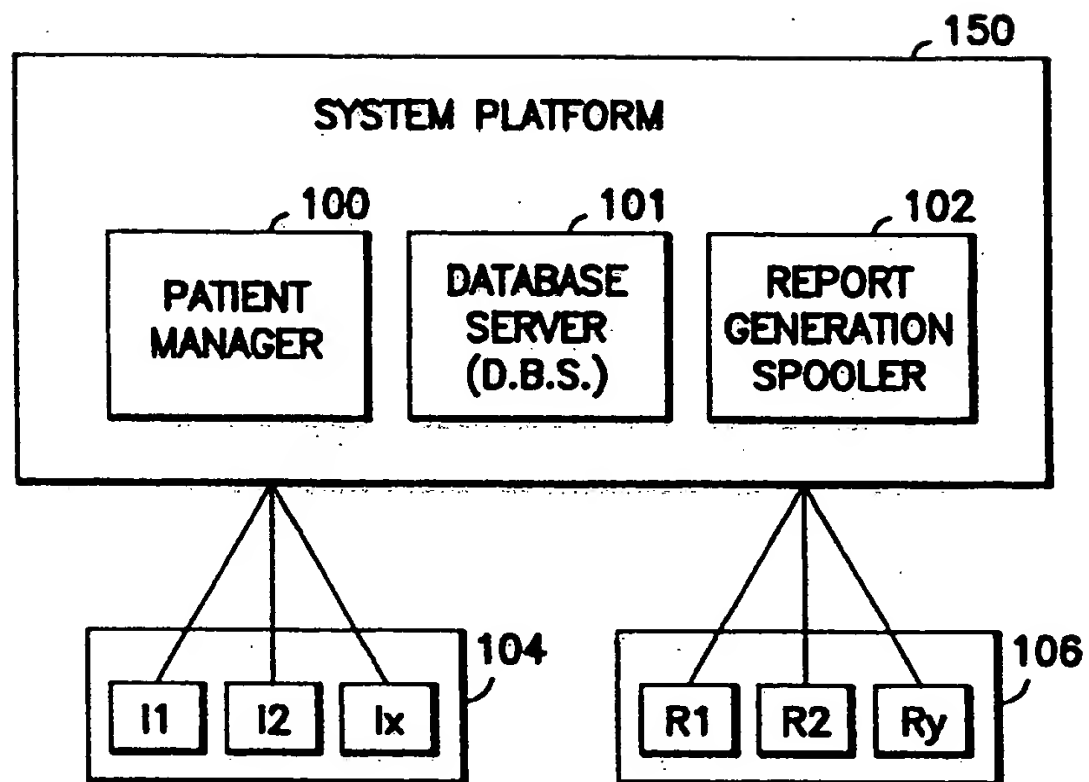 150
SYSTEM PLATFORM
100
101
102
PATIENT
MANAGER
DATABASE
SERVER
(D.B.S.)
REPORT
GENERATION
SPOOLER
104
I1
I2
Ix
106
R1
R2
Ry